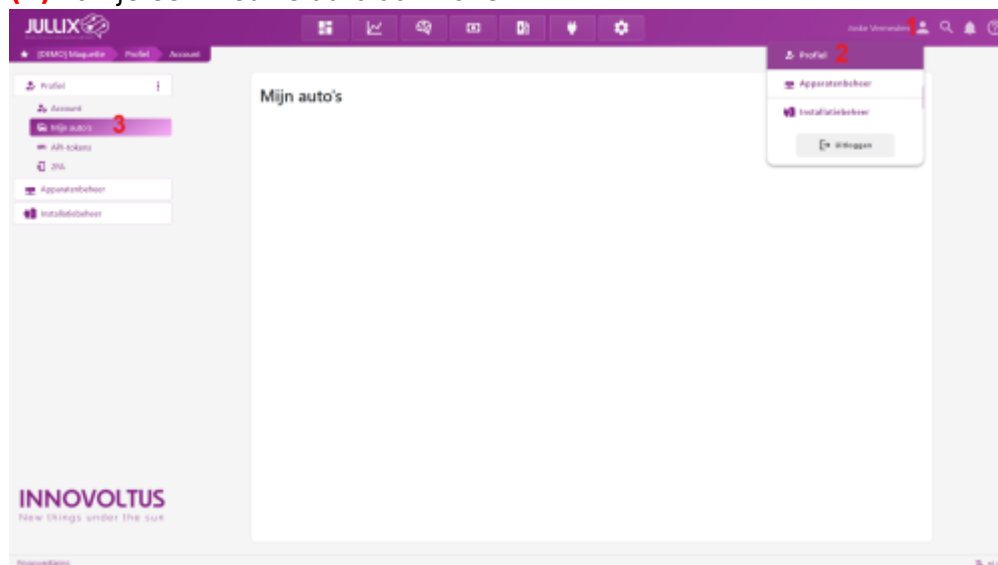 JULLIX
1
[DEMO] Maquette Profiel Account
Profiel 2
Profiel
Apparatenbeheer
Account
Mijn auto's
Mijn auto's 3
Installatiebeheer
API-tokens
Uitloggen
2FA
Apparatenbeheer
Installatiebeheer
INNOVOLTUS
New things under the sun